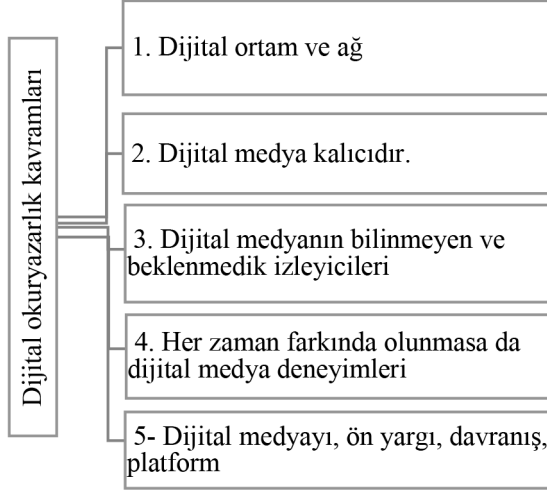 Dijital okuryazarlık kavramları
1. Dijital ortam ve ağ
2. Dijital medya kalıcıdır.
3. Dijital medyanın bilinmeyen ve
beklenmedik izleyicileri
4. Her zaman farkında olunmasa da
dijital medya deneyimleri
5- Dijital medyayı, ön yargı, davranış,
platform